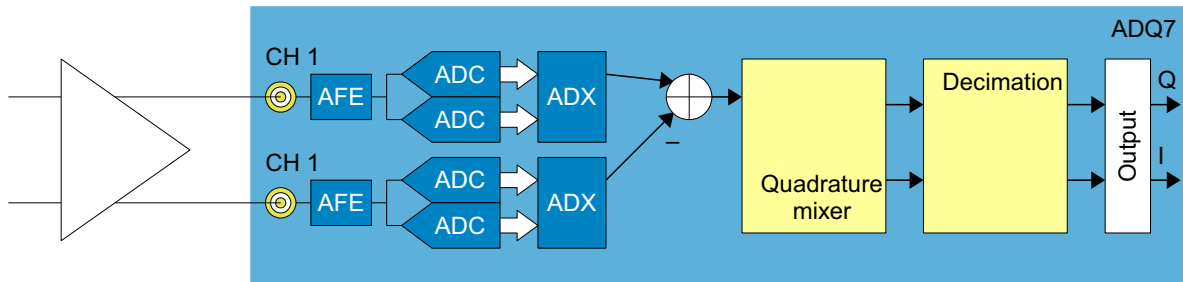 ADQ7
CH 1
AFE
ADC
ADC
ADX
–
CH 1
AFE
ADC
ADC
ADX
Quadrature
mixer
Decimation
Output
Q
I